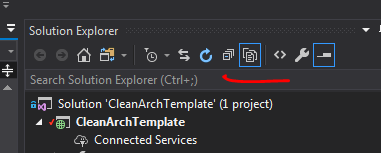 Solution Explorer
Search Solution Explorer (Ctrl+;)
Solution 'CleanArchTemplate' (1 project)
CleanArchTemplate
Connected Services